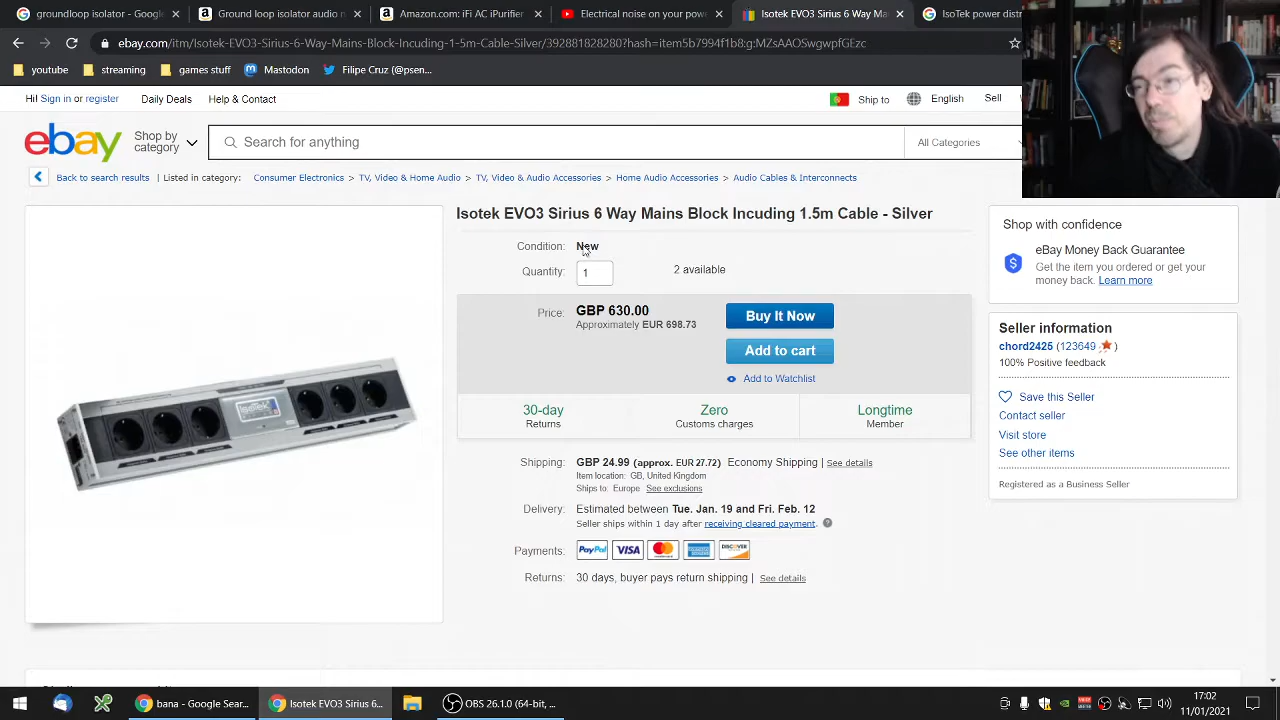 groundloop isolator - Google
Ground loop isolator audio n
Amazon.com: iFi AC iPurifier
Electrical noise on your power
Isotek EVO3 Sirius 6 Way Ma
IsoTek power distr
ebay.com/itm/Isotek-EVO3-Sirius-6-Way-Mains-Block-Incuding-1-5m-Cable-Silver/392881828280?hash=item5b7994f1b8:g:MZsAAOSwgwpfGEzc
youtube
streaming
games stuff
Mastodon
Filipe Cruz (@psen...
Hi! Sign in or register
Daily Deals
Help & Contact
Ship to
English
Sell
ebay
Shop by category
Search for anything
All Categories
Back to search results | Listed in category: Consumer Electronics > TV, Video & Home Audio > TV, Video & Audio Accessories > Home Audio Accessories > Audio Cables & Interconnects
Isotek EVO3 Sirius 6 Way Mains Block Incuding 1.5m Cable - Silver
Condition: New
Quantity: 1
2 available
Price: GBP 630.00
Approximately EUR 698.73
Buy It Now
Add to cart
Add to Watchlist
30-day
Returns
Zero
Customs charges
Longtime
Member
Shipping: GBP 24.99 (approx. EUR 27.72) Economy Shipping | See details
Item location: GB, United Kingdom
Ships to: Europe See exclusions
Delivery: Estimated between Tue. Jan. 19 and Fri. Feb. 12
Seller ships within 1 day after receiving cleared payment. ?
Payments: PayPal VISA MasterCard DISCOVER
Returns: 30 days, buyer pays return shipping | See details
Shop with confidence
eBay Money Back Guarantee
Get the item you ordered or get your
money back. Learn more
Seller information
chord2425 (123649 )
100% Positive feedback
Save this Seller
Contact seller
Visit store
See other items
Registered as a Business Seller
bana - Google Sear...
Isotek EVO3 Sirius 6...
OBS 26.1.0 (64-bit, ...
17:02
11/01/2021